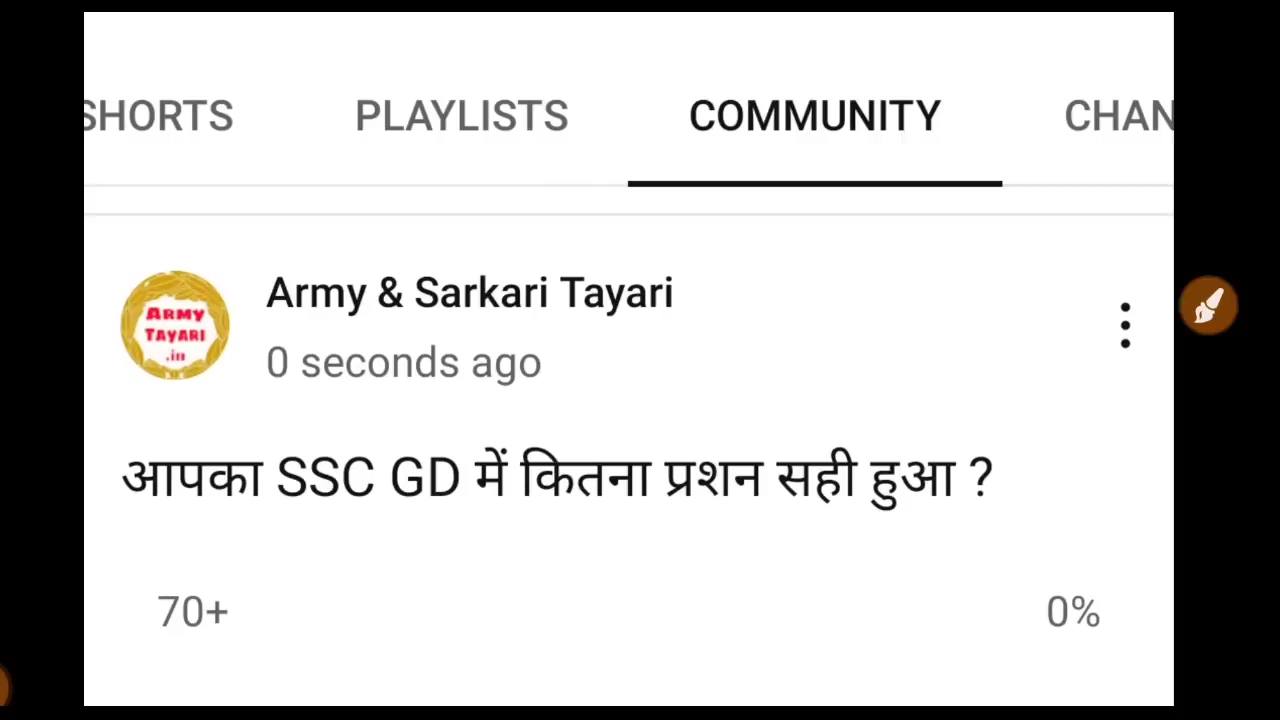 SHORTS PLAYLISTS COMMUNITY CHAN
ARMY
TAYARI
.in
Army & Sarkari Tayari
0 seconds ago
आपका SSC GD में कितना प्रशन सही हुआ ?
70+ 0%